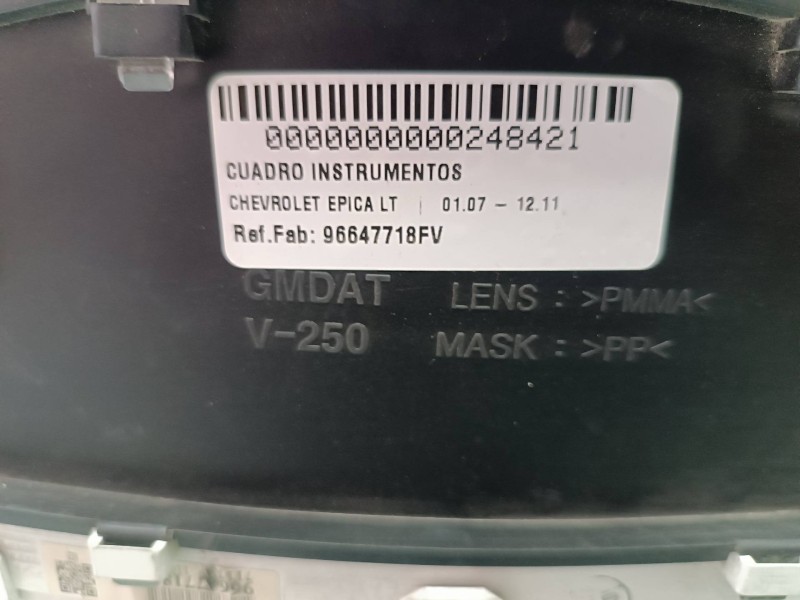 0000000000248421
CUADRO INSTRUMENTOS
CHEVROLET EPICA LT | 01.07 - 12.11
Ref.Fab: 96647718FV
GMDAT LENS : >PMMA<
V-250 MASK : >PP<